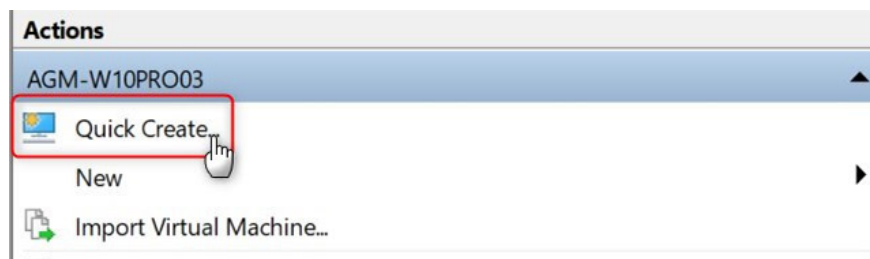 Actions
AGM-W10PRO03
Quick Create...
New
Import Virtual Machine...